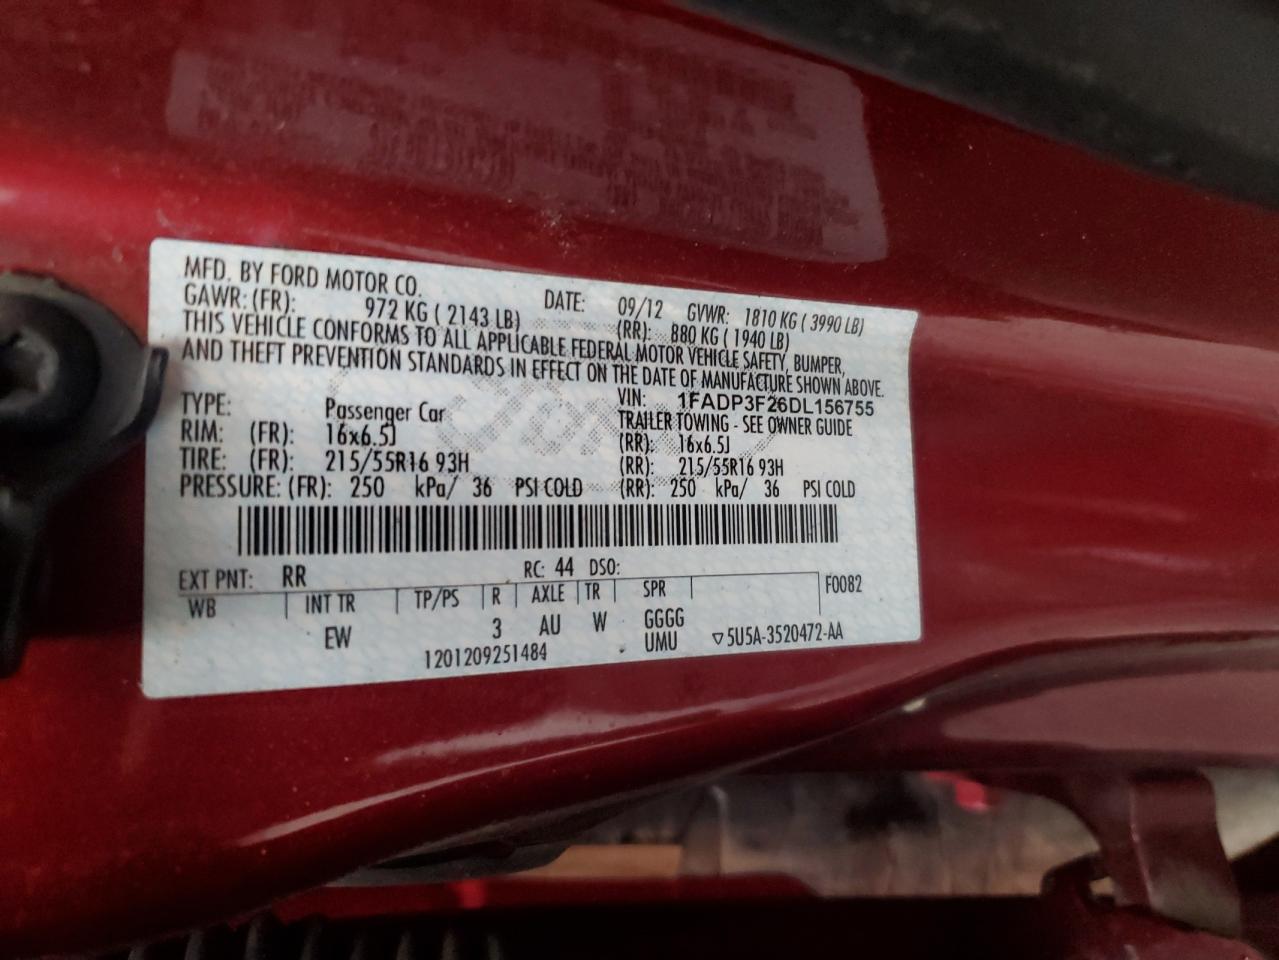 MFD. BY FORD MOTOR CO.
DATE: 09/12 GVWR: 1810 KG ( 3990 LB)
GAWR: (FR): 972 KG ( 2143 LB) (RR): 880 KG ( 1940 LB)
THIS VEHICLE CONFORMS TO ALL APPLICABLE FEDERAL MOTOR VEHICLE SAFETY, BUMPER,
AND THEFT PREVENTION STANDARDS IN EFFECT ON THE DATE OF MANUFACTURE SHOWN ABOVE.
VIN: 1FADP3F26DL156755
TYPE: Passenger Car TRAILER TOWING - SEE OWNER GUIDE
RIM: (FR): 16x6.5J (RR): 16x6.5J
TIRE: (FR): 215/55R16 93H (RR): 215/55R16 93H
PRESSURE: (FR): 250 kPa/ 36 PSI COLD (RR): 250 kPa/ 36 PSI COLD
EXT PNT: RR RC: 44 DSO:
WB INT TR TP/PS R AXLE TR SPR F0082
EW 3 AU W GGGG
1201209251484 UMU ▽5U5A-3520472-AA